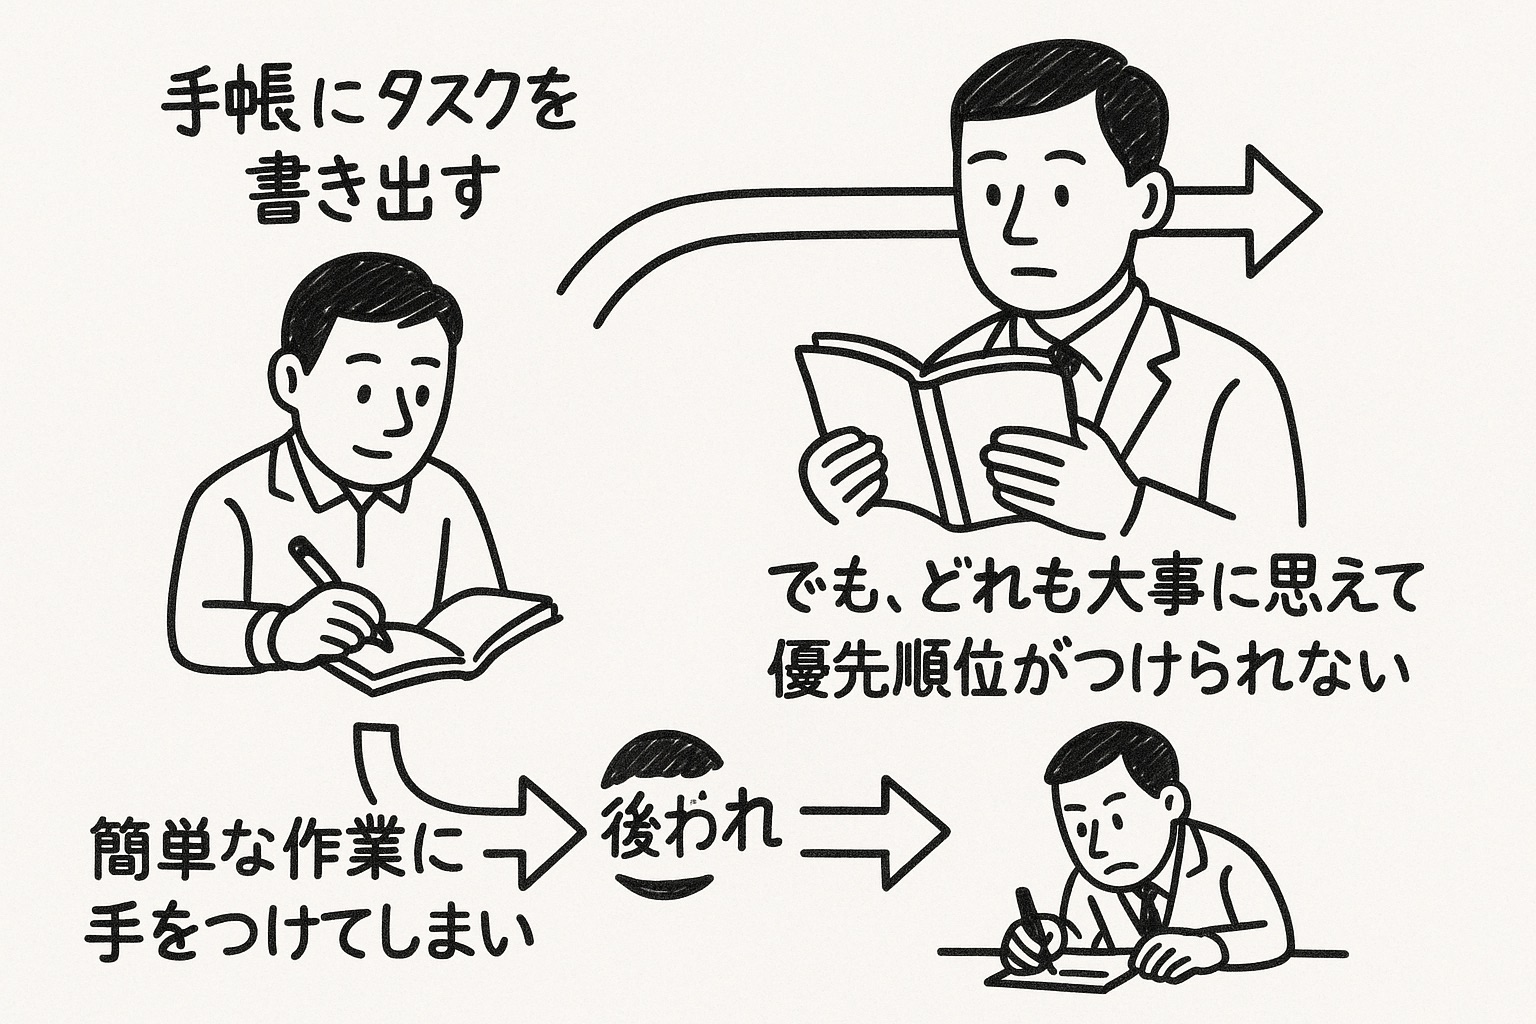 手帳にタスクを
書き出す
でも、どれも大事に思えて
優先順位がつけられない
簡単な作業に
手をつけてしまい
後われ